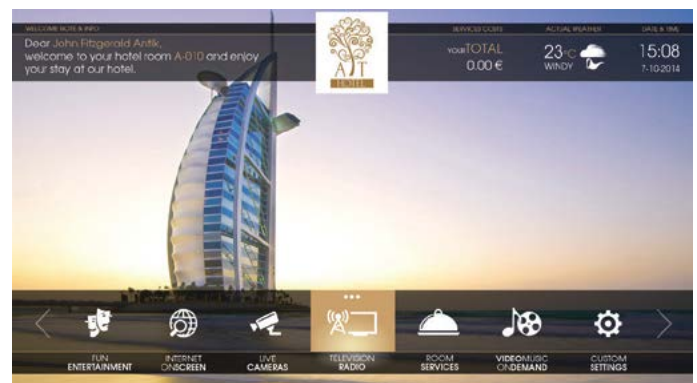 WELCOME NOTE & INFO
Dear John Fitzgerald Antik,
welcome to your hotel room A-010 and enjoy
your stay at our hotel.
A T
HOTEL
SERVICES COSTS
YOUR TOTAL
0.00 €
ACTUAL WEATHER
23°C
WINDY
DATE & TIME
15:08
7-10-2014
FUN
ENTERTAINMENT
INTERNET
ONSCREEN
LIVE
CAMERAS
TELEVISION
RADIO
ROOM
SERVICES
VIDEOMUSIC
ONDEMAND
CUSTOM
SETTINGS